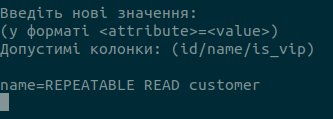 Введіть нові значення:
(у форматі <attribute>=<value>)
Допустимі колонки: (id/name/is_vip)
name=REPEATABLE READ customer